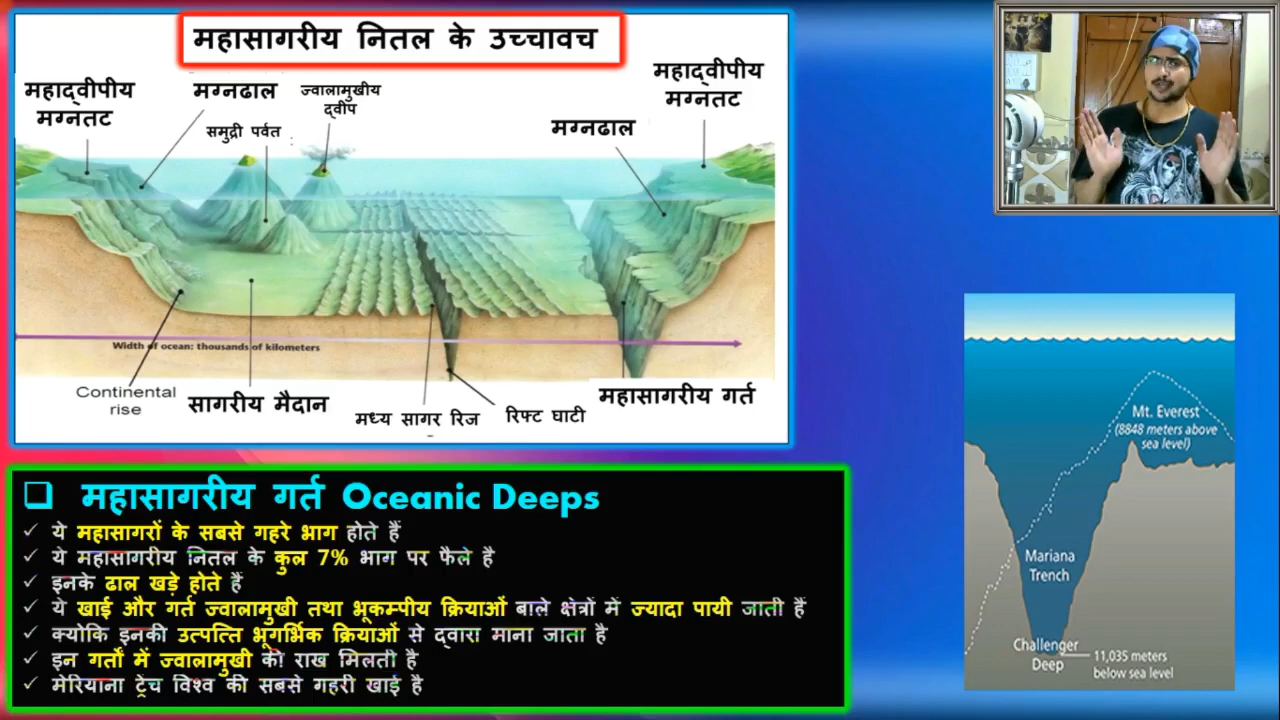 महासागरीय नितल के उच्चावच
महाद्वीपीय
मग्नतट
मग्नढाल
ज्वालामुखीय
द्वीप
समुद्री पर्वत
मग्नढाल
महाद्वीपीय
मग्नतट
Width of ocean: thousands of kilometers
Continental
rise
सागरीय मैदान
मध्य सागर रिज
रिफ्ट घाटी
महासागरीय गर्त
महासागरीय गर्त Oceanic Deeps
ये महासागरों के सबसे गहरे भाग होते हैं
ये महासागरीय नितल के कुल 7% भाग पर फैले है
इनके ढाल खड़े होते हैं
ये खाई और गर्त ज्वालामुखी तथा भूकम्पीय क्रियाओं बाले क्षेत्रों में ज्यादा पायी जाती हैं
क्योकि इनकी उत्पत्ति भूगर्भिक क्रियाओं से द्वारा माना जाता है
इन गर्तों में ज्वालामुखी की राख मिलती है
मेरियाना ट्रेंच विश्व की सबसे गहरी खाई है
Mt. Everest
(8848 meters above
sea level)
Mariana
Trench
Challenger
Deep
11,035 meters
below sea level